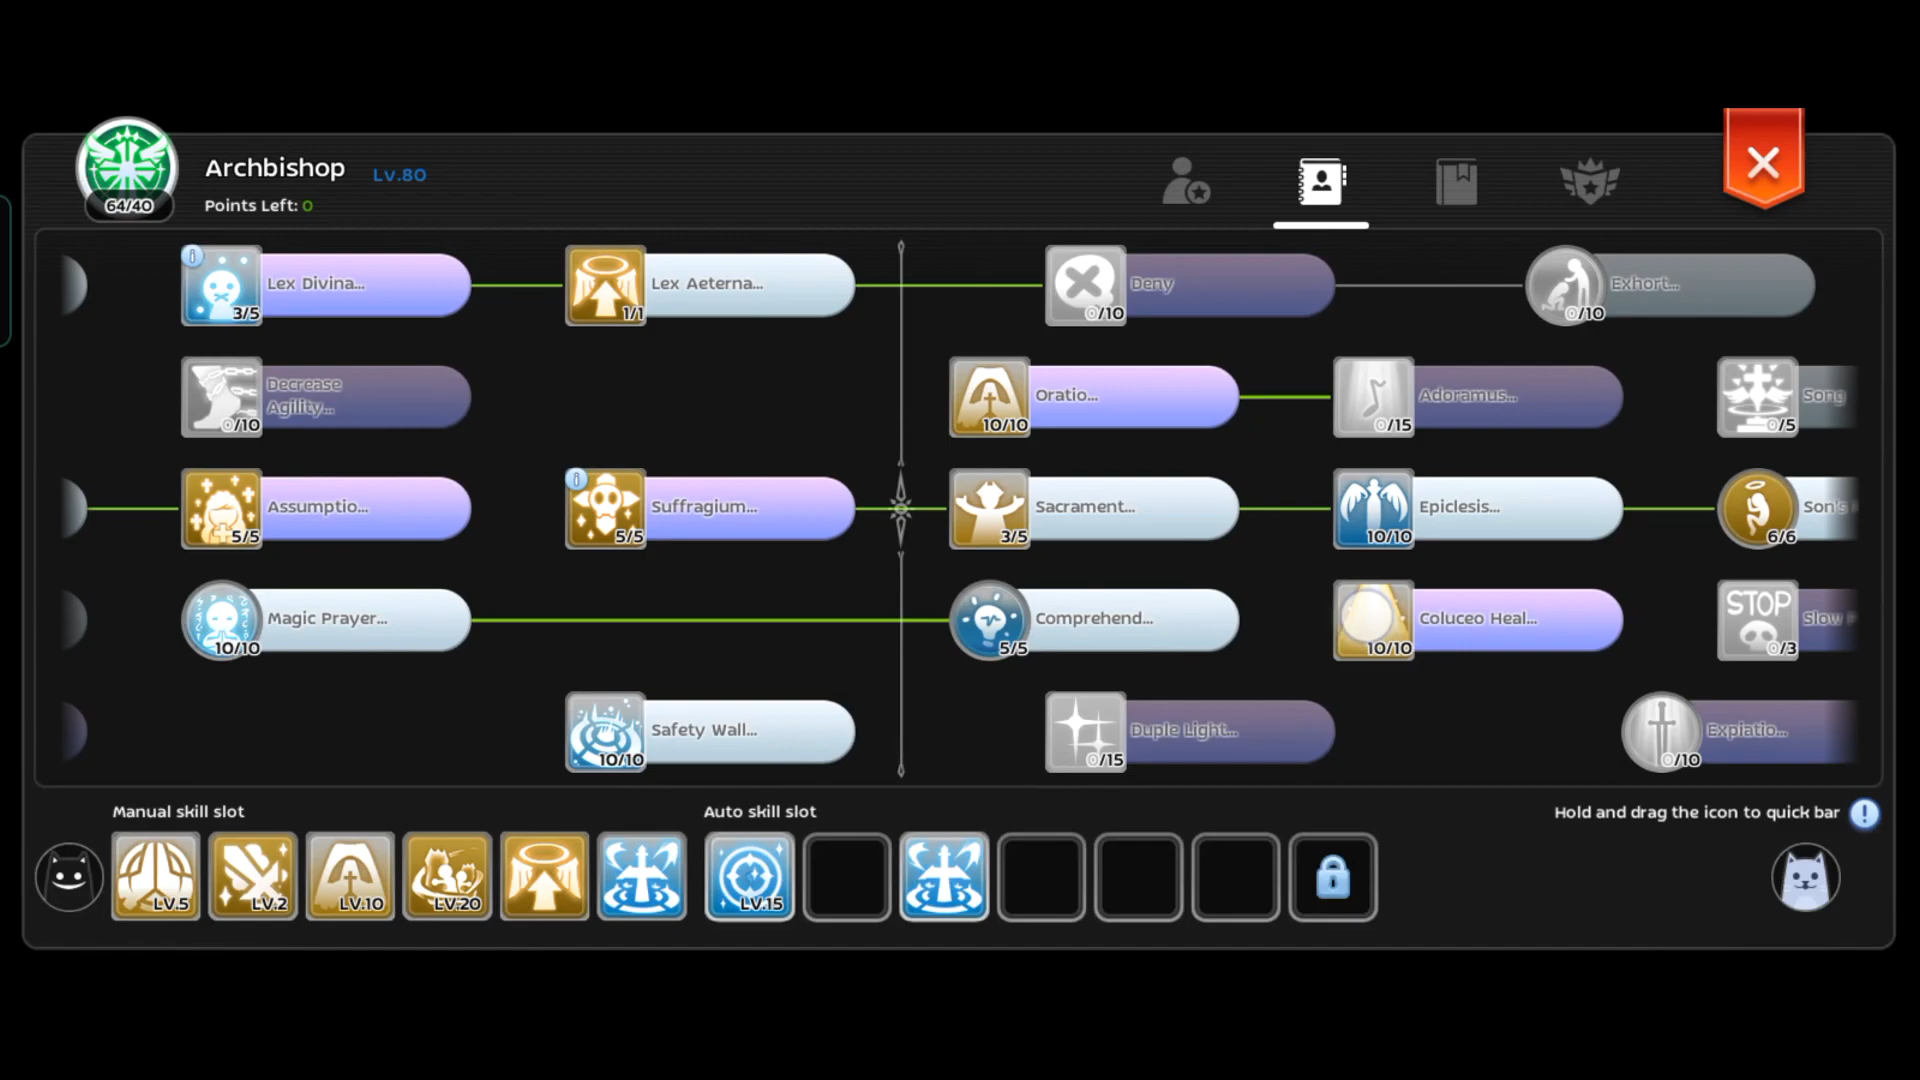 Archbishop Lv.80
64/40
Points Left: 0
Lex Divina... 3/5
Lex Aeterna... 1/1
Deny 0/10
Exhort... 0/10
Decrease
Agility... 0/10
Oratio... 10/10
Adoramus... 0/15
Song 0/5
Assumptio... 5/5
Suffragium... 5/5
Sacrament... 3/5
Epiclesis... 10/10
Son's 6/6
Magic Prayer... 10/10
Comprehend... 5/5
Coluceo Heal... 10/10
STOP
Slow 0/3
Safety Wall... 10/10
Duple Light... 0/15
Expiatio... 0/10
Manual skill slot
Auto skill slot
Hold and drag the icon to quick bar
LV.5
LV.2
LV.10
LV.20
LV.15